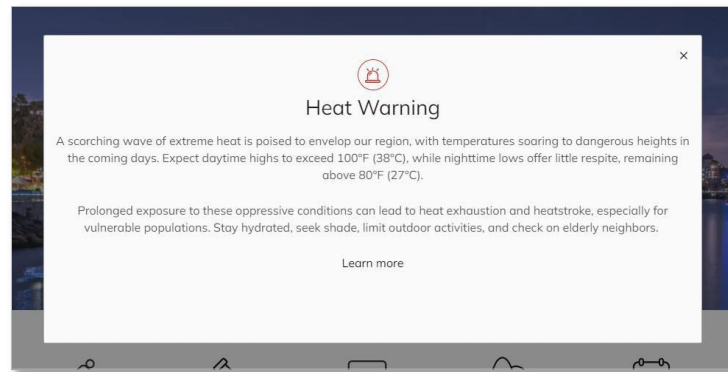 Heat Warning
A scorching wave of extreme heat is poised to envelop our region, with temperatures soaring to dangerous heights in
the coming days. Expect daytime highs to exceed 100°F (38°C), while nighttime lows offer little respite, remaining
above 80°F (27°C).
Prolonged exposure to these oppressive conditions can lead to heat exhaustion and heatstroke, especially for
vulnerable populations. Stay hydrated, seek shade, limit outdoor activities, and check on elderly neighbors.
Learn more